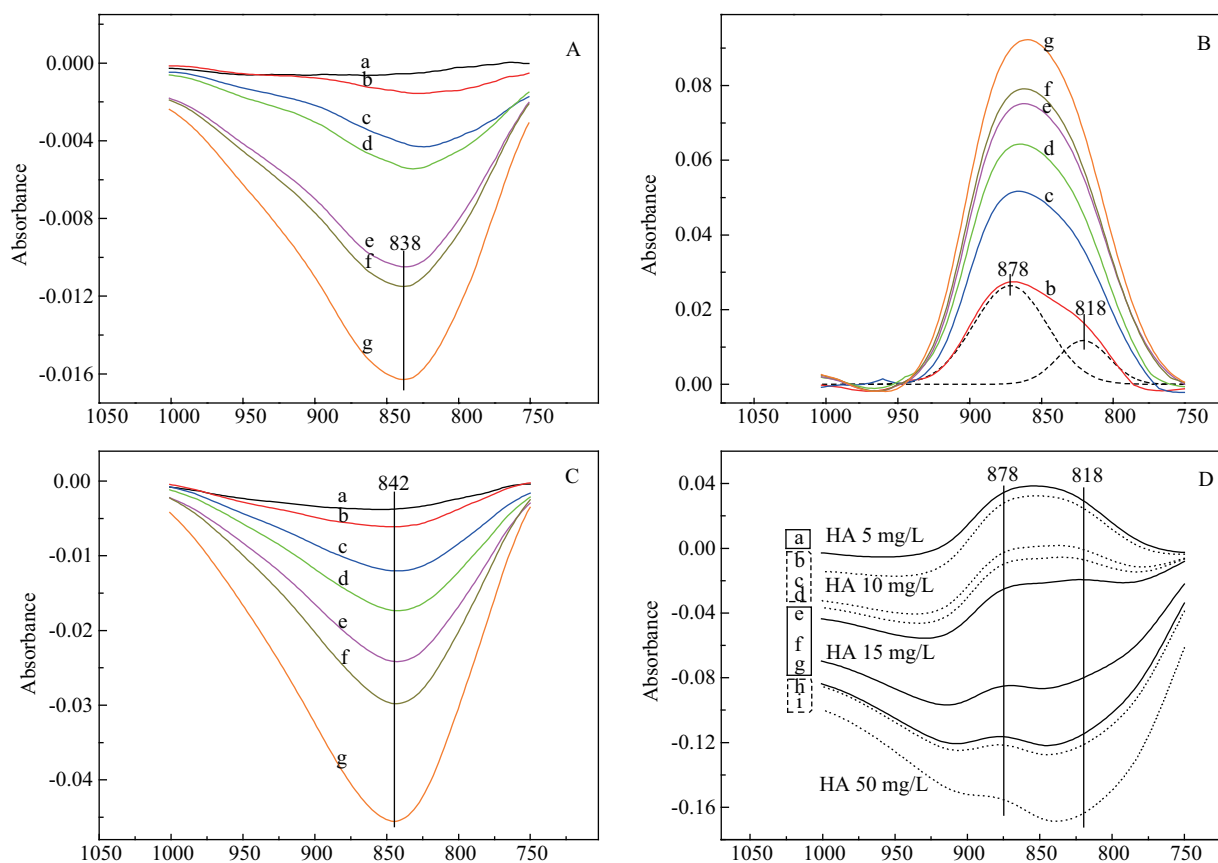 A
0.000
-0.004
-0.008
-0.012
-0.016
Absorbance
a
b
c
d
e
f
g
838
1050 1000 950 900 850 800 750
B
0.08
0.06
0.04
0.02
0.00
Absorbance
g
f
e
d
c
b
878
818
1050 1000 950 900 850 800 750
C
0.00
-0.01
-0.02
-0.03
-0.04
Absorbance
842
a
b
c
d
e
f
g
1050 1000 950 900 850 800 750
D
0.04
0.00
-0.04
-0.08
-0.12
-0.16
Absorbance
878 818
a
b
c
d
e
f
g
h
i
HA 5 mg/L
HA 10 mg/L
HA 15 mg/L
HA 50 mg/L
1050 1000 950 900 850 800 750